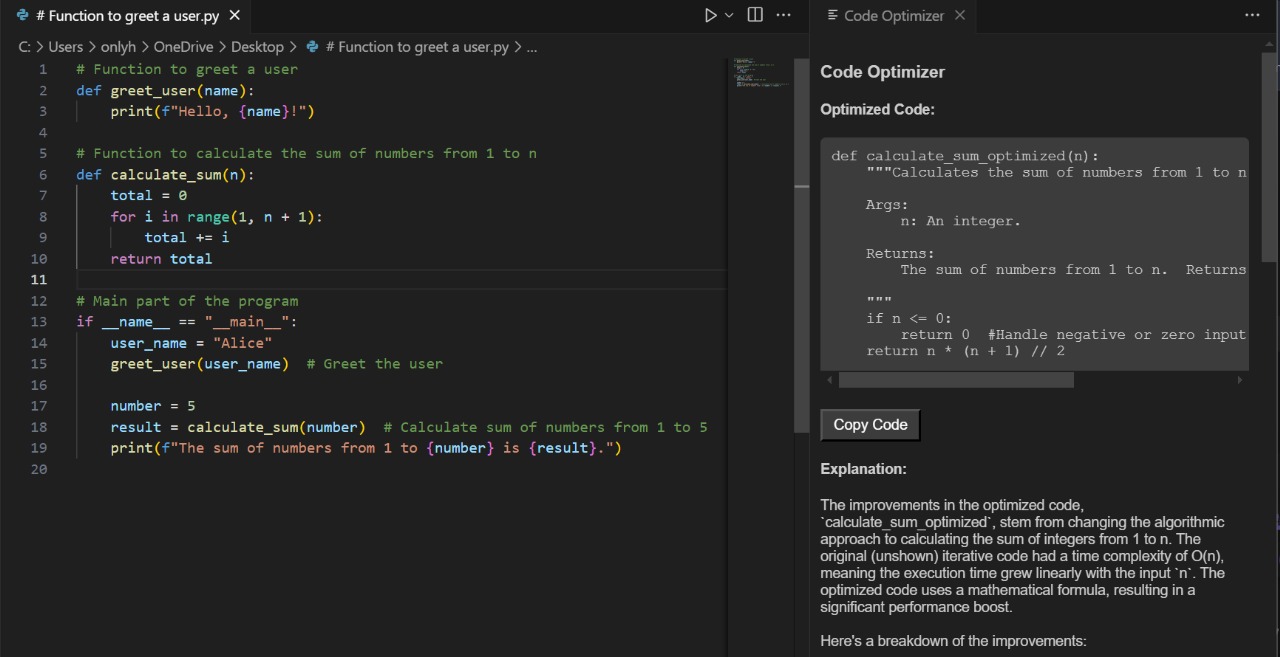 # Function to greet a user.py
C: > Users > onlyh > OneDrive > Desktop > # Function to greet a user.py > ...
1 # Function to greet a user
2 def greet_user(name):
3     print(f"Hello, {name}!")
4
5 # Function to calculate the sum of numbers from 1 to n
6 def calculate_sum(n):
7     total = 0
8     for i in range(1, n + 1):
9         total += i
10     return total
11
12 # Main part of the program
13 if __name__ == "__main__":
14     user_name = "Alice"
15     greet_user(user_name)  # Greet the user
16
17     number = 5
18     result = calculate_sum(number)  # Calculate sum of numbers from 1 to 5
19     print(f"The sum of numbers from 1 to {number} is {result}.")
20
Code Optimizer
Code Optimizer
Optimized Code:
def calculate_sum_optimized(n):
    """Calculates the sum of numbers from 1 to n
    Args:
        n: An integer.
    Returns:
        The sum of numbers from 1 to n.  Returns
    """
    if n <= 0:
        return 0  #Handle negative or zero input
    return n * (n + 1) // 2
Copy Code
Explanation:
The improvements in the optimized code,
`calculate_sum_optimized`, stem from changing the algorithmic
approach to calculating the sum of integers from 1 to n. The
original (unshown) iterative code had a time complexity of O(n),
meaning the execution time grew linearly with the input `n`. The
optimized code uses a mathematical formula, resulting in a
significant performance boost.
Here's a breakdown of the improvements: